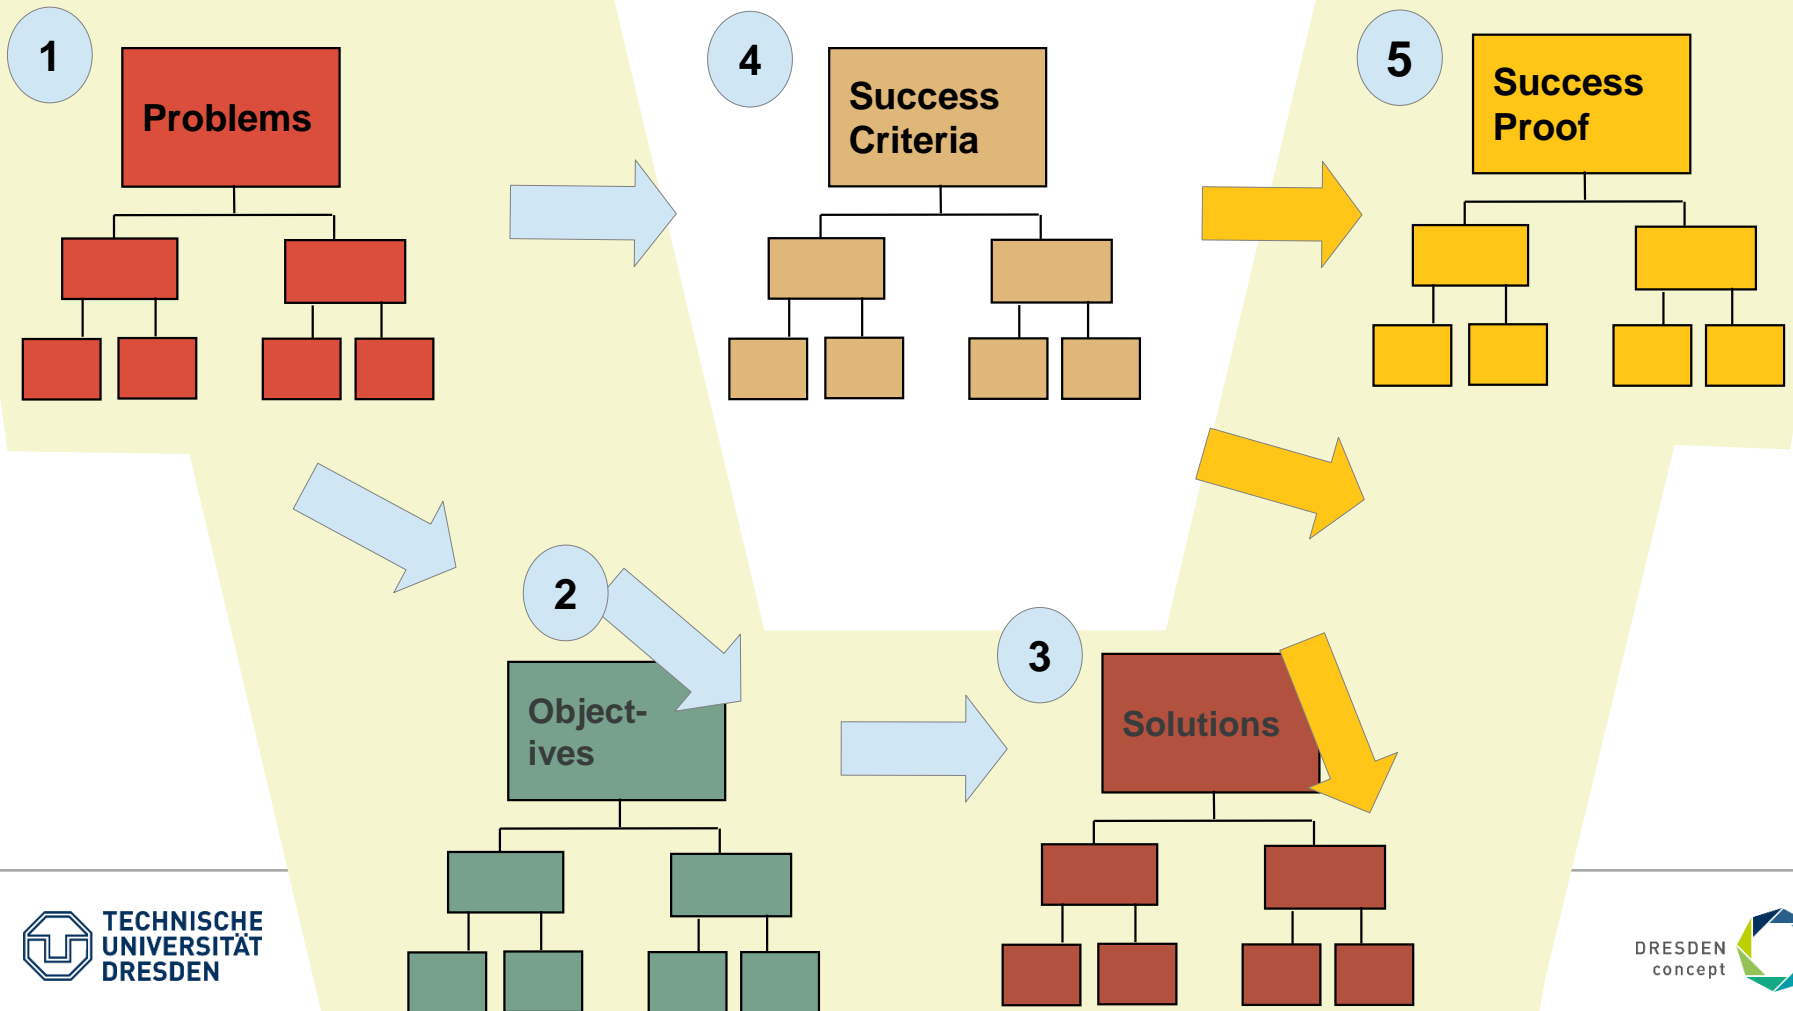 1
Problems
4
Success
Criteria
5
Success
Proof
2
Object-
ives
3
Solutions
TECHNISCHE
UNIVERSITÄT
DRESDEN
DRESDEN
concept